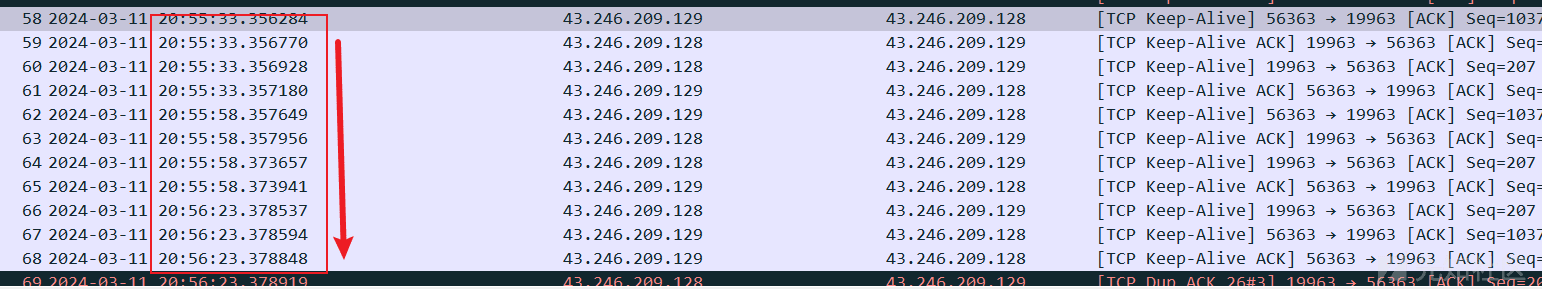 58 2024-03-11 20:55:33.356284 43.246.209.129 43.246.209.128 [TCP Keep-Alive] 56363 → 19963 [ACK] Seq=1037
59 2024-03-11 20:55:33.356770 43.246.209.128 43.246.209.129 [TCP Keep-Alive ACK] 19963 → 56363 [ACK] Seq=
60 2024-03-11 20:55:33.356928 43.246.209.128 43.246.209.129 [TCP Keep-Alive] 19963 → 56363 [ACK] Seq=207
61 2024-03-11 20:55:33.357180 43.246.209.129 43.246.209.128 [TCP Keep-Alive ACK] 56363 → 19963 [ACK] Seq=
62 2024-03-11 20:55:58.357649 43.246.209.129 43.246.209.128 [TCP Keep-Alive] 56363 → 19963 [ACK] Seq=1037
63 2024-03-11 20:55:58.357956 43.246.209.128 43.246.209.129 [TCP Keep-Alive ACK] 19963 → 56363 [ACK] Seq=
64 2024-03-11 20:55:58.373657 43.246.209.128 43.246.209.129 [TCP Keep-Alive] 19963 → 56363 [ACK] Seq=207
65 2024-03-11 20:55:58.373941 43.246.209.129 43.246.209.128 [TCP Keep-Alive ACK] 56363 → 19963 [ACK] Seq=
66 2024-03-11 20:56:23.378537 43.246.209.128 43.246.209.129 [TCP Keep-Alive] 19963 → 56363 [ACK] Seq=207
67 2024-03-11 20:56:23.378594 43.246.209.129 43.246.209.128 [TCP Keep-Alive] 56363 → 19963 [ACK] Seq=1037
68 2024-03-11 20:56:23.378848 43.246.209.129 43.246.209.128 [TCP Keep-Alive ACK] 56363 → 19963 [ACK] Seq=
69 2024-03-11 20:56:23.378919 43.246.209.128 43.246.209.129 [TCP Dup ACK 26#3] 19963 → 56363 [ACK] Seq=20